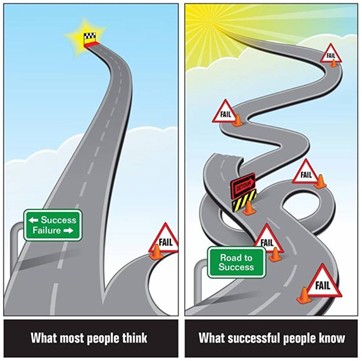 ← Success
Failure →
FAIL
What most people think
FAIL
FAIL
FAIL
Road to
Success
FAIL
FAIL
What successful people know